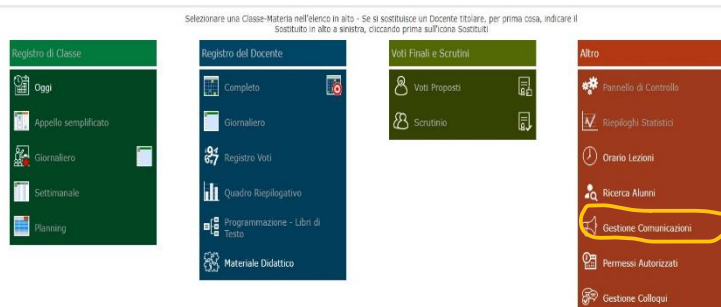 Selezionare una Classe-Materia nell'elenco in alto - Se si sostituisce un Docente titolare, per prima cosa, indicare il
Sostituito in alto a sinistra, cliccando prima sull'icona Sostituti
Registro di Classe
Oggi
Appello semplificato
Giornaliero
Settimanale
Planning
Registro del Docente
Completo
Giornaliero
Registro Voti
Quadro Riepilogativo
Programmazione - Libri di
Testo
Materiale Didattico
Voti Finali e Scrutini
Voti Proposti
Scrutinio
Altro
Pannello di Controllo
Riepiloghi Statistici
Orario Lezioni
Ricerca Alunni
Gestione Comunicazioni
Permessi Autorizzati
Gestione Colloqui